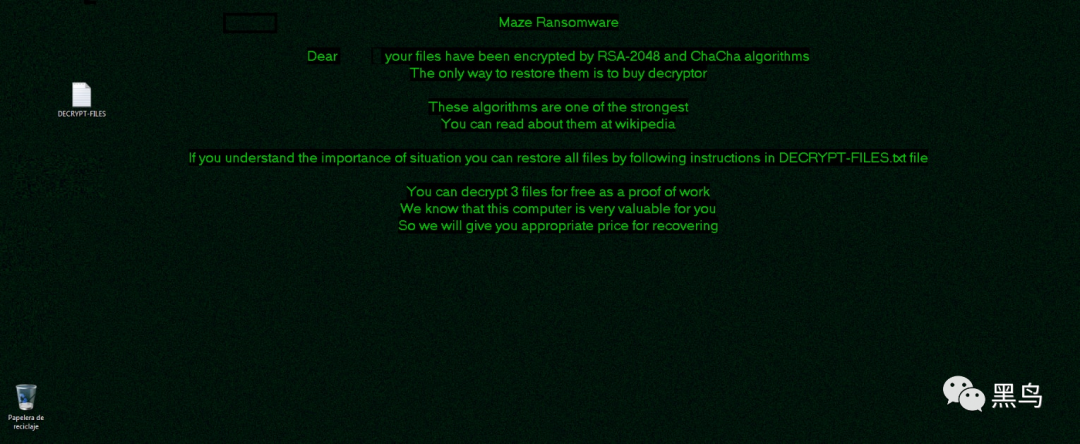 Maze Ransomware
Dear your files have been encrypted by RSA-2048 and ChaCha algorithms
The only way to restore them is to buy decryptor
These algorithms are one of the strongest
You can read about them at wikipedia
If you understand the importance of situation you can restore all files by following instructions in DECRYPT-FILES.txt file
You can decrypt 3 files for free as a proof of work
We know that this computer is very valuable for you
So we will give you appropriate price for recovering
DECRYPT-FILES
Papelera de
reciclaje
黑鸟